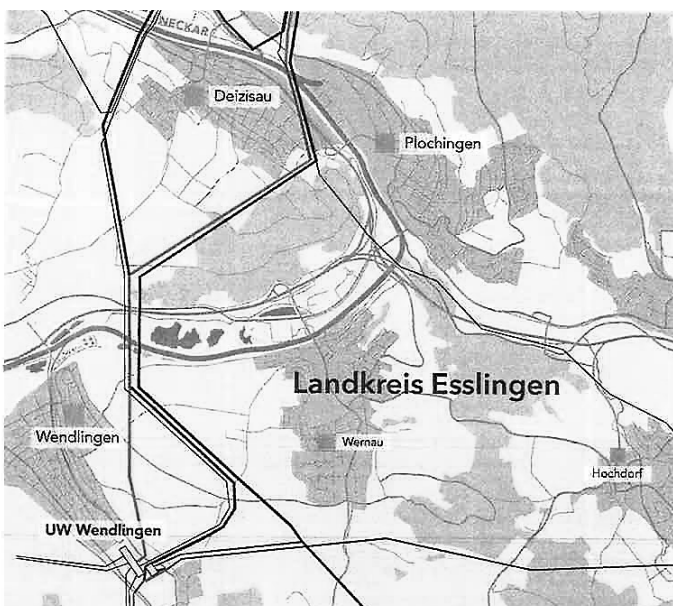 NECKAR
Deizisau
Plochingen
Landkreis Esslingen
Wendlingen
Wernau
Hochdorf
UW Wendlingen